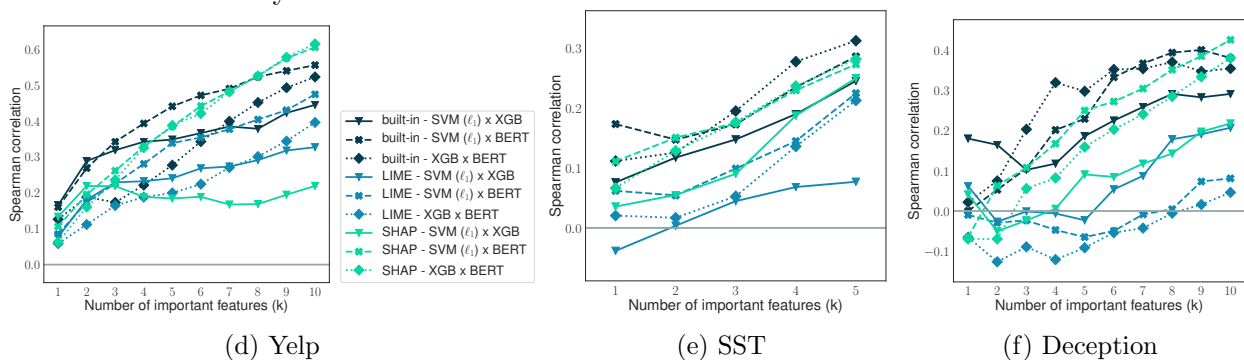 Spearman correlation
0.6
0.5
0.4
0.3
0.2
0.1
0.0
1 2 3 4 5 6 7 8 9 10
Number of important features (k)
(d) Yelp
built-in - SVM (ℓ₁) x XGB
built-in - SVM (ℓ₁) x BERT
built-in - XGB x BERT
LIME - SVM (ℓ₁) x XGB
LIME - SVM (ℓ₁) x BERT
LIME - XGB x BERT
SHAP - SVM (ℓ₁) x XGB
SHAP - SVM (ℓ₁) x BERT
SHAP - XGB x BERT
Spearman correlation
0.3
0.2
0.1
0.0
1 2 3 4 5
Number of important features (k)
(e) SST
Spearman correlation
0.4
0.3
0.2
0.1
0.0
−0.1
1 2 3 4 5 6 7 8 9 10
Number of important features (k)
(f) Deception